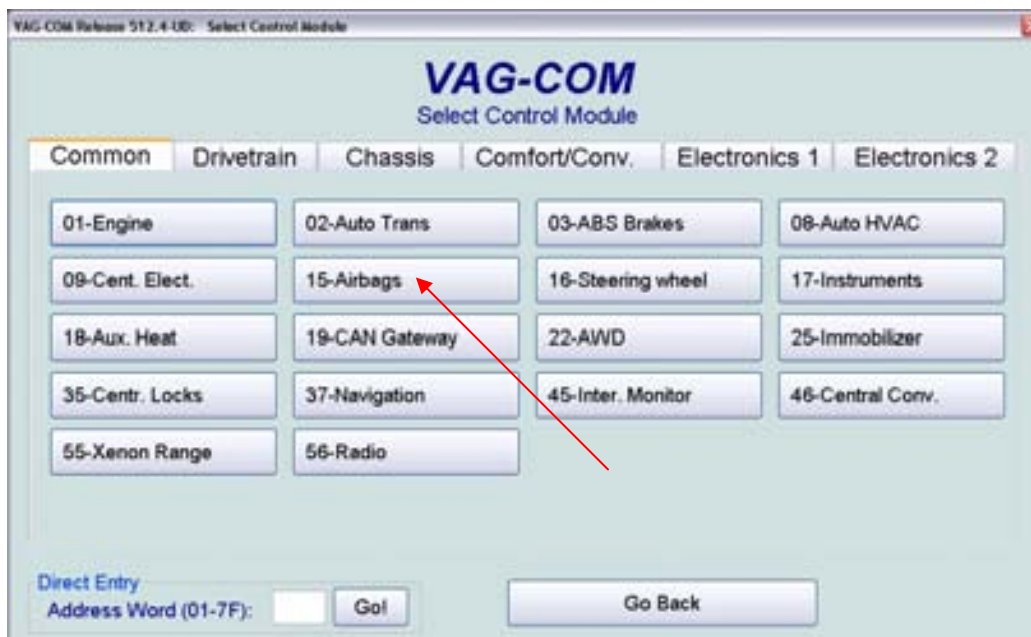 VAG-COM Release 512.4-UD: Select Control Module
VAG-COM
Select Control Module
Common Drivetrain Chassis Comfort/Conv. Electronics 1 Electronics 2
01-Engine 02-Auto Trans 03-ABS Brakes 08-Auto HVAC
09-Cent. Elect. 15-Airbags 16-Steering wheel 17-Instruments
18-Aux. Heat 19-CAN Gateway 22-AWD 25-Immobilizer
35-Centr. Locks 37-Navigation 45-Inter. Monitor 46-Central Conv.
55-Xenon Range 56-Radio
Direct Entry
Address Word (01-7F): Go! Go Back